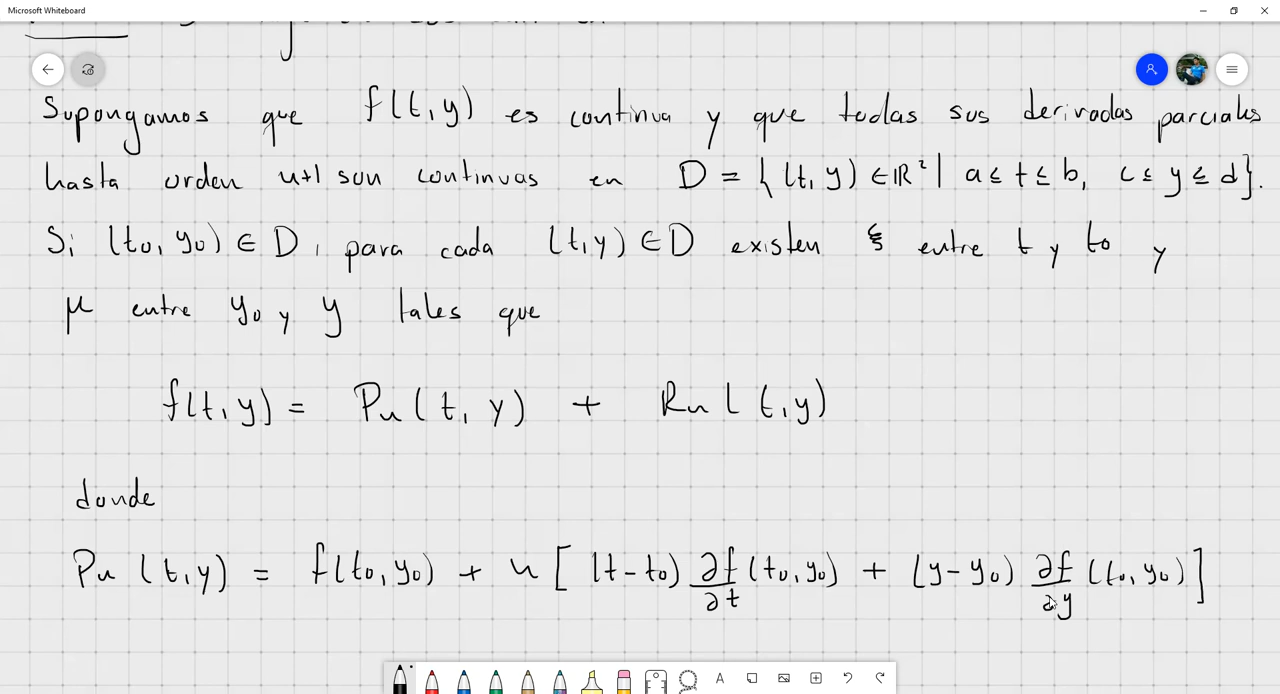 Microsoft Whiteboard
Supongamos que f(t,y) es continua y que todas sus derivadas parciales
hasta orden n+1 son continuas en D = {(t,y) ∈ ℝ² | a ≤ t ≤ b, c ≤ y ≤ d}.
Si (t₀, y₀) ∈ D, para cada (t,y) ∈ D existen ξ entre t y t₀ y
μ entre y₀ y y tales que
f(t,y) = Pn(t,y) + Rn(t,y)
donde
Pn(t,y) = f(t₀,y₀) + n[(t-t₀) ∂f/∂t (t₀,y₀) + (y-y₀) ∂f/∂y (t₀,y₀)]
A